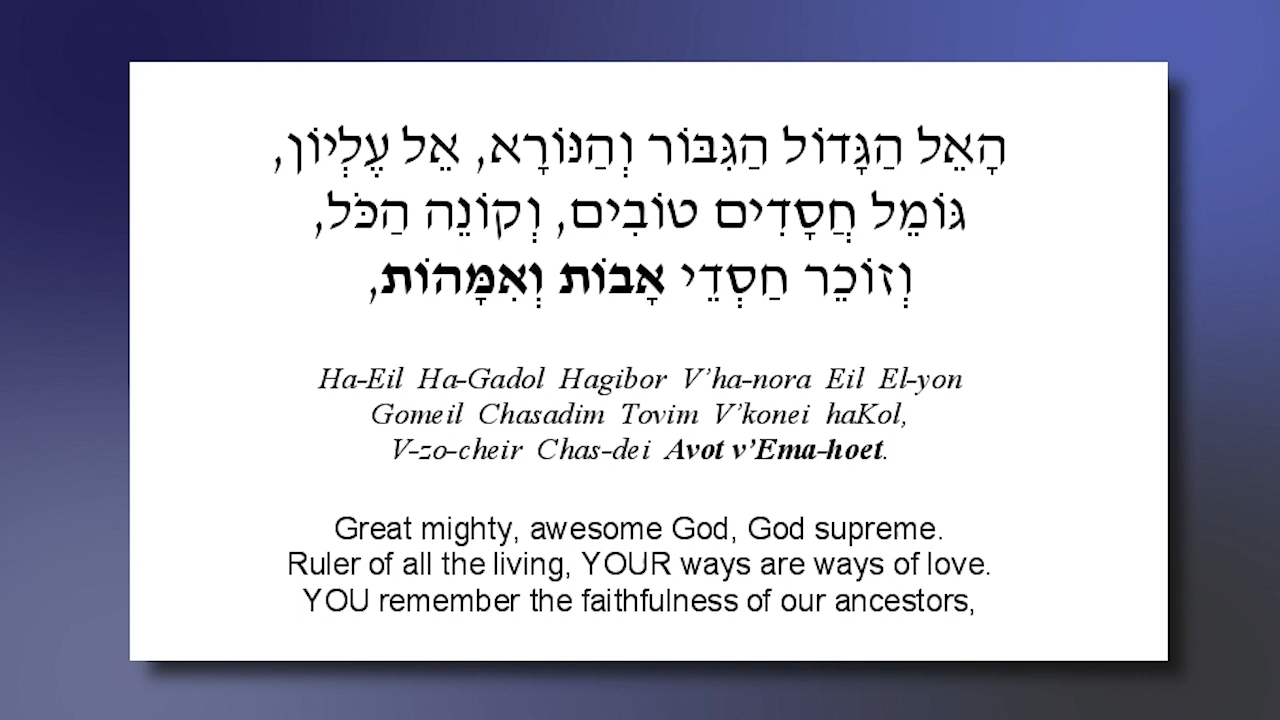 הָאֵל הַגָּדוֹל הַגִּבּוֹר וְהַנּוֹרָא, אֵל עֶלְיוֹן,
גּוֹמֵל חֲסָדִים טוֹבִים, וְקוֹנֵה הַכֹּל,
וְזוֹכֵר חַסְדֵי אָבוֹת וְאִמָּהוֹת,
Ha-Eil Ha-Gadol Hagibor V’ha-nora Eil El-yon
Gomeil Chasadim Tovim V’konei haKol,
V-zo-cheir Chas-dei Avot v’Ema-hoet.
Great mighty, awesome God, God supreme.
Ruler of all the living, YOUR ways are ways of love.
YOU remember the faithfulness of our ancestors,